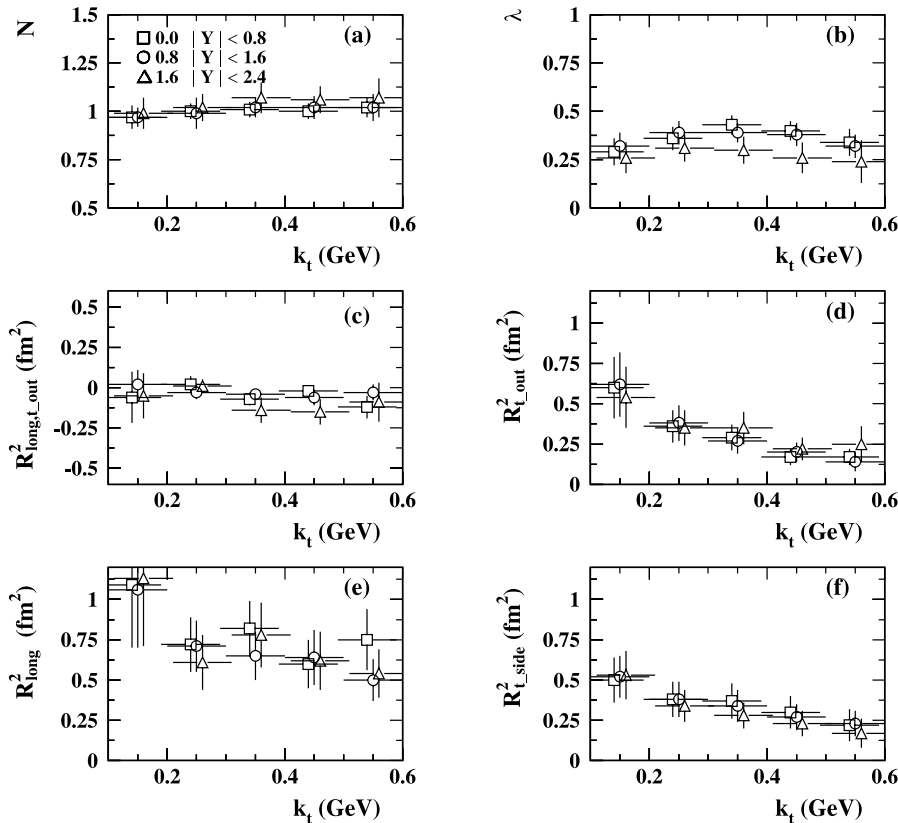 N
(a)
1.5
1.25
1
0.75
0.5
0.0 | Y | < 0.8
0.8 | Y | < 1.6
1.6 | Y | < 2.4
0.2 0.4 0.6
k_t (GeV)
λ
(b)
1
0.75
0.5
0.25
0
0.2 0.4 0.6
k_t (GeV)
R²_long,t_out (fm²)
(c)
0.5
0.25
0
-0.25
-0.5
0.2 0.4 0.6
k_t (GeV)
R²_t_out (fm²)
(d)
1
0.75
0.5
0.25
0
0.2 0.4 0.6
k_t (GeV)
R²_long (fm²)
(e)
1
0.75
0.5
0.25
0
0.2 0.4 0.6
k_t (GeV)
R²_t_side (fm²)
(f)
1
0.75
0.5
0.25
0
0.2 0.4 0.6
k_t (GeV)